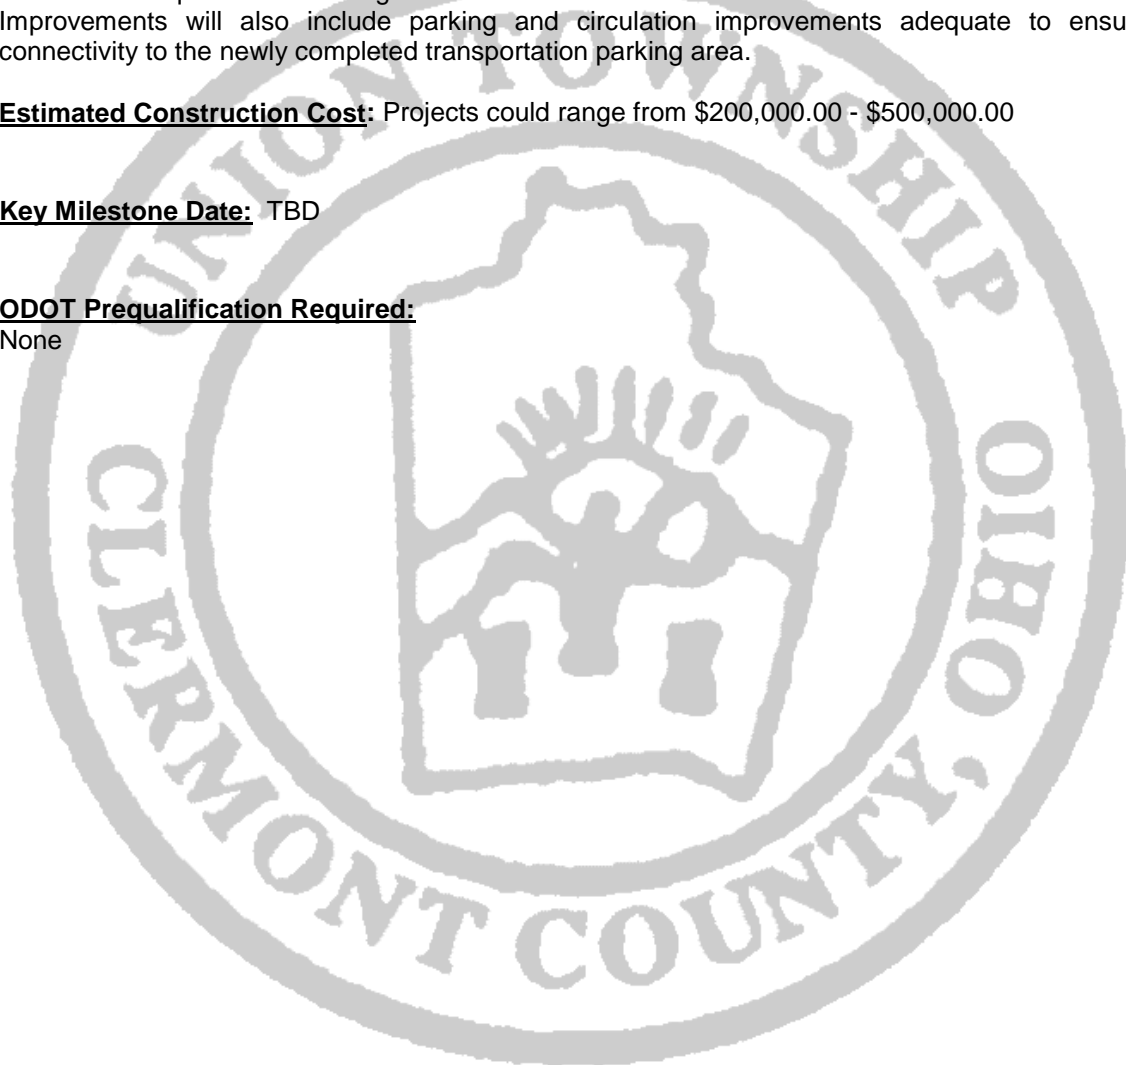 Improvements will also include parking and circulation improvements adequate to ensu
connectivity to the newly completed transportation parking area.
Estimated Construction Cost: Projects could range from $200,000.00 - $500,000.00
Key Milestone Date: TBD
ODOT Prequalification Required:
None
UNION TOWNSHIP
CLERMONT COUNTY, OHIO